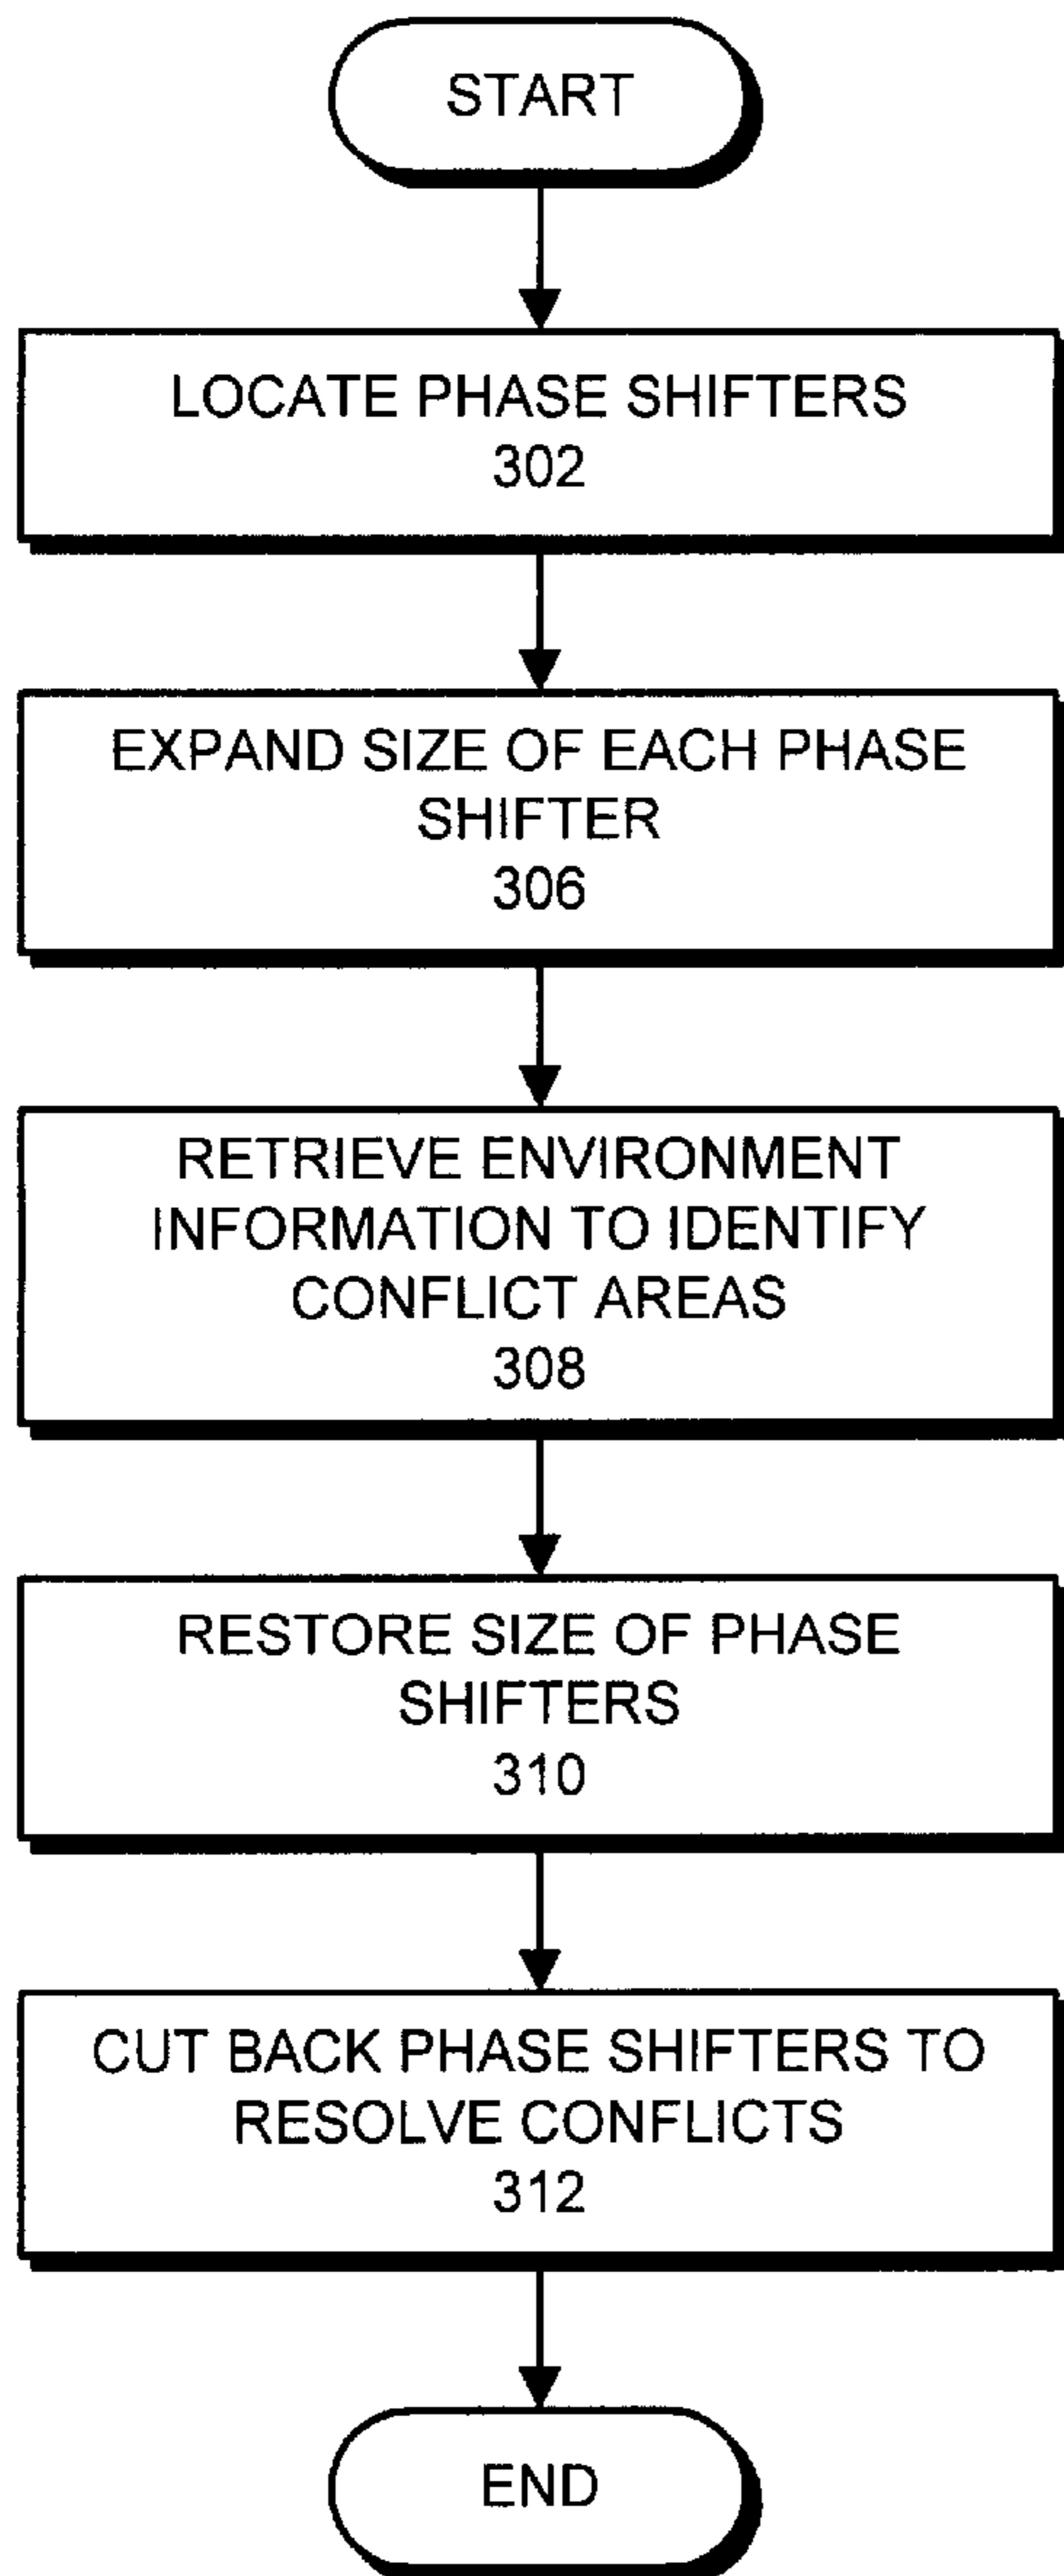 START
LOCATE PHASE SHIFTERS
302
EXPAND SIZE OF EACH PHASE
SHIFTER
306
RETRIEVE ENVIRONMENT
INFORMATION TO IDENTIFY
CONFLICT AREAS
308
RESTORE SIZE OF PHASE
SHIFTERS
310
CUT BACK PHASE SHIFTERS TO
RESOLVE CONFLICTS
312
END